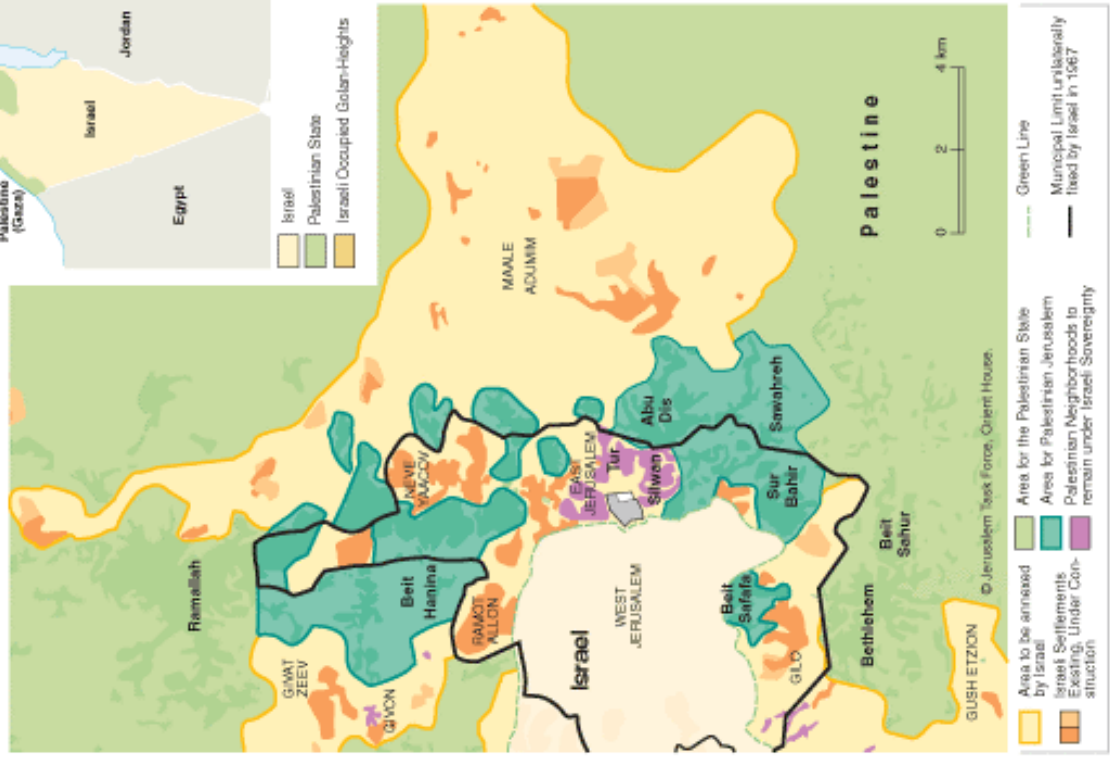 Jordan
Israel
Palestine
(Gaza)
Egypt
Israel
Palestinian State
Israeli Occupied Golan-Heights
MAALE
ADUMIM
Palestine
0 2 4 km
Ramallah
GIVAT
ZEEV
GIVON
Beit
Hanina
NEVE
YAACOV
RAMOT
ALLON
EAST
JERUSALEM
Tur
Silwan
Abu
Dis
Sawahreh
Sur
Bahir
Israel
WEST
JERUSALEM
Beit
Safafa
GILO
Beit
Sahur
Bethlehem
GUSH ETZION
© Jerusalem Task Force, Orient House.
Area to be annexed
by Israel
Israeli Settlements
Existing, Under Con-
struction
Area for the Palestinian State
Area for Palestinian Jerusalem
Palestinian Neighborhoods to
remain under Israeli Sovereignty
Green Line
Municipal Limit unilaterally
fixed by Israel in 1967